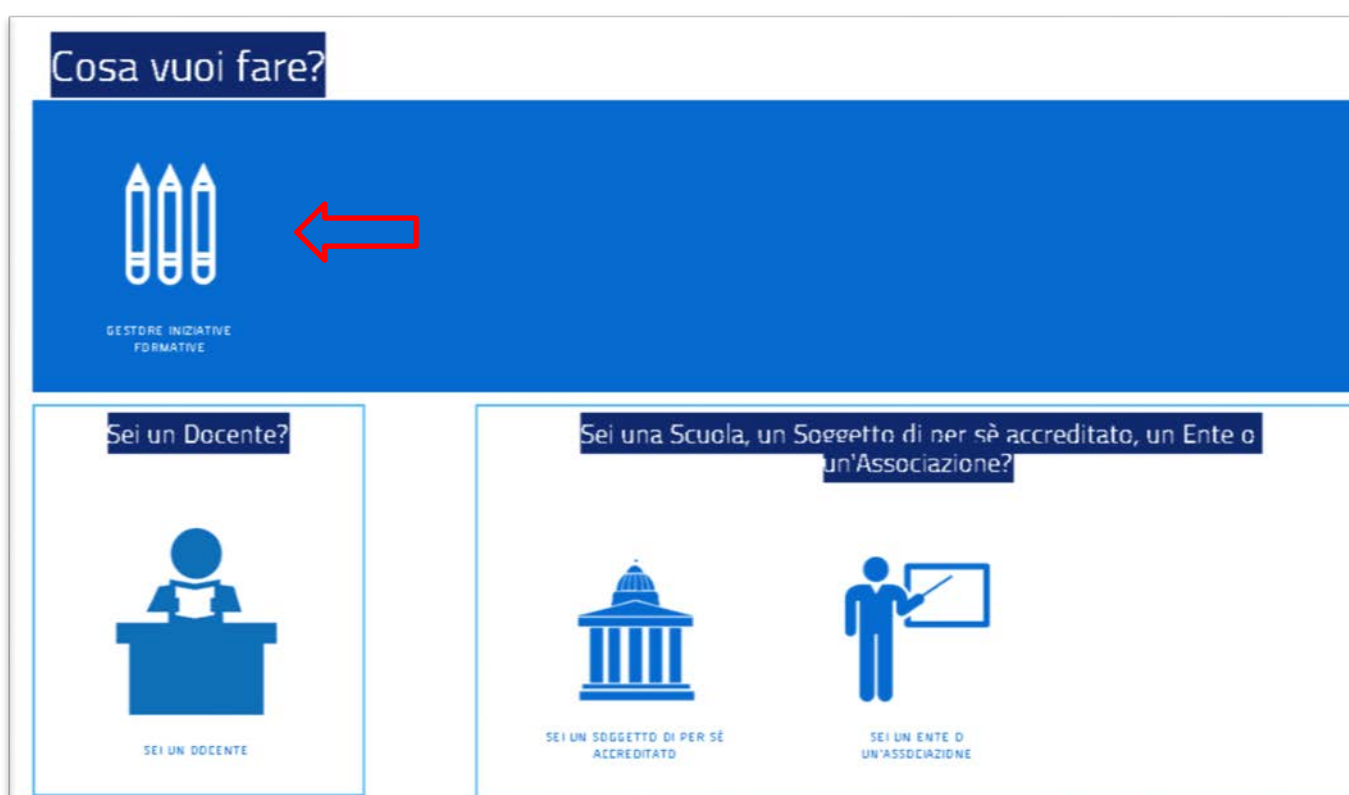 Cosa vuoi fare?
GESTORE INIZIATIVE
FORMATIVE
Sei un Docente?
SEI UN DOCENTE
Sei una Scuola, un Soggetto di per sè accreditato, un Ente o
un'Associazione?
SEI UN SOGGETTO DI PER SÈ
ACCREDITATO
SEI UN ENTE O
UN'ASSOCIAZIONE